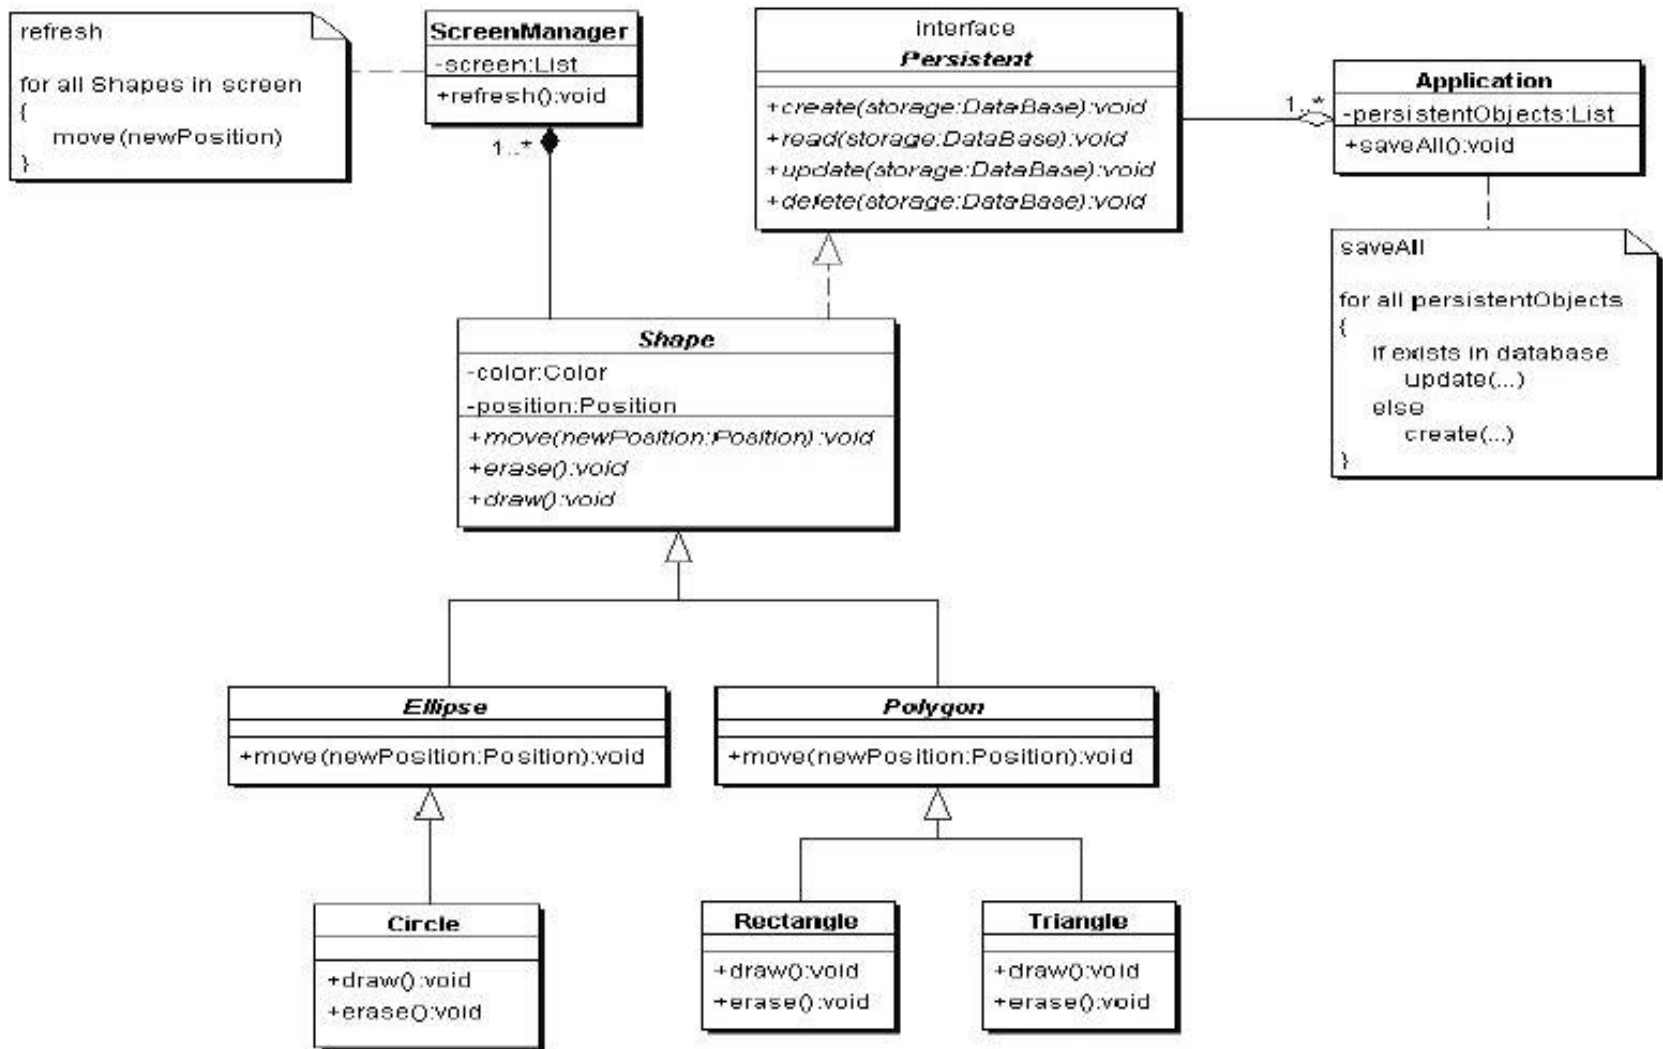 refresh
for all Shapes in screen
{
move(newPosition)
}
ScreenManager
-screen:List
+refresh():void
1..*
interface
Persistent
+create(storage:DataBase):void
+read(storage:DataBase):void
+update(storage:DataBase):void
+delete(storage:DataBase):void
1..*
Application
-persistentObjects:List
+saveAll():void
saveAll
for all persistentObjects
{
if exists in database
update(...)
else
create(...)
}
Shape
-color:Color
-position:Position
+move(newPosition:Position):void
+erase():void
+draw():void
Ellipse
+move(newPosition:Position):void
Polygon
+move(newPosition:Position):void
Circle
+draw():void
+erase():void
Rectangle
+draw():void
+erase():void
Triangle
+draw():void
+erase():void